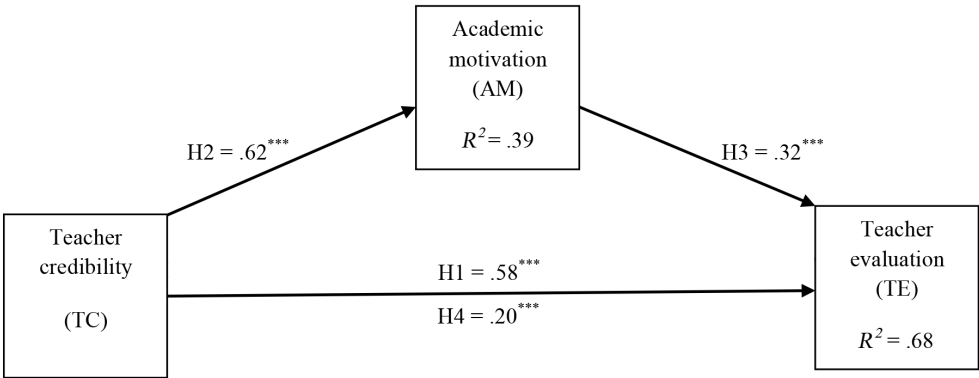 Academic
motivation
(AM)
R² = .39
H2 = .62***
H3 = .32***
Teacher
credibility
(TC)
H1 = .58***
H4 = .20***
Teacher
evaluation
(TE)
R² = .68